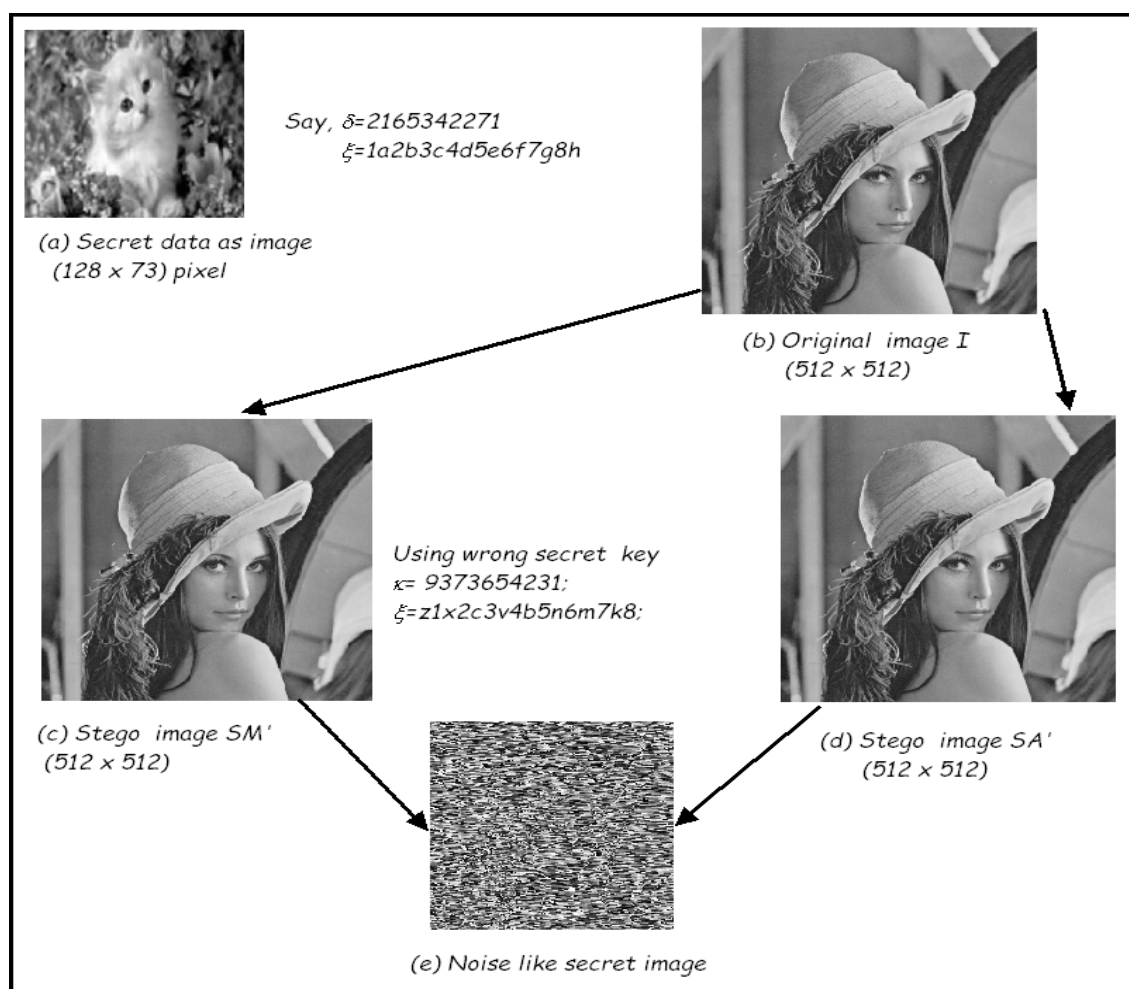 Say, δ=2165342271
ξ=1a2b3c4d5e6f7g8h
(a) Secret data as image
(128 x 73) pixel
(b) Original image I
(512 x 512)
Using wrong secret key
κ= 9373654231;
ξ=z1x2c3v4b5n6m7k8;
(c) Stego image SM'
(512 x 512)
(d) Stego image SA'
(512 x 512)
(e) Noise like secret image